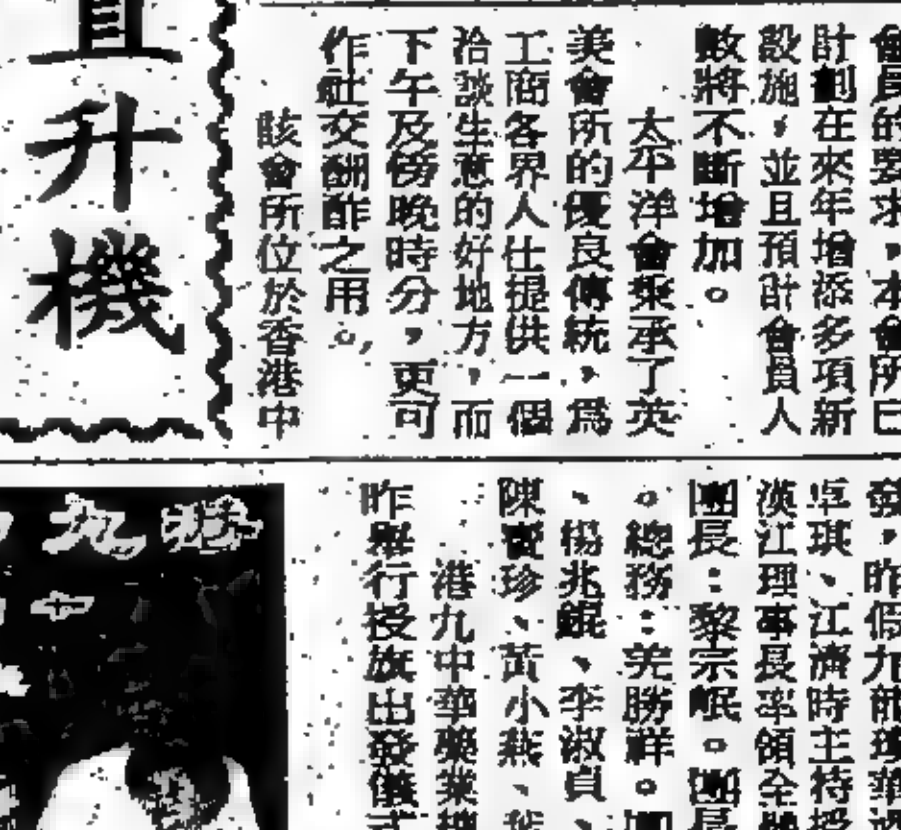 會員的要求，本會所已
計劃在來年增添多項新
設施，並且預計會員人
數將不斷增加。
太平洋會秉承了英
美會所的優良傳統，為
工商各界人仕提供一個
洽談生意的好地方，而
下午及傍晚時分，更可
作社交酬酢之用。
該會所位於香港中
直升機
發，昨假九龍
卓琪、江濟時主持授
漢江理事長率領全體
團長：黎宗岷。團長
。總務：冼勝祥。
、楊兆錕、李淑貞、
陳寶珍、黃小燕、
港九中華藥業
昨舉行授旗出發儀式
九
中